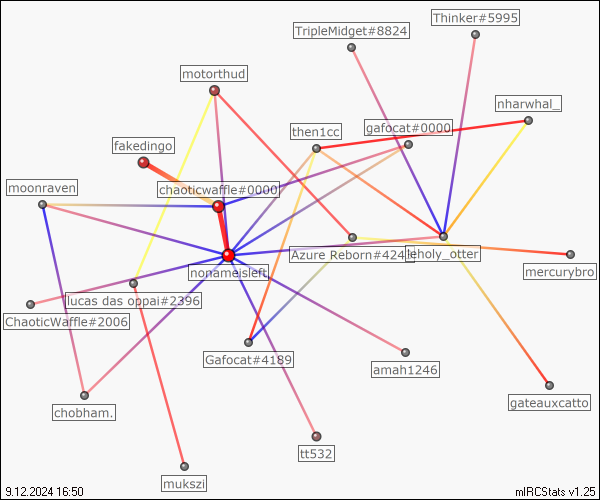 Thinker#5995
TripleMidget#8824
motorthud
nharwhal_
gafocat#0000
then1cc
fakedingo
chaoticwaffle#0000
moonraven
Azure Reborn#424
leholy_otter
nonameisleft
mercurybro
lucas das oppai#2396
ChaoticWaffle#2006
Gafocat#4189
amah1246
gateauxcatto
chobham.
tt532
mukszi
9.12.2024 16:50
mIRCStats v1.25